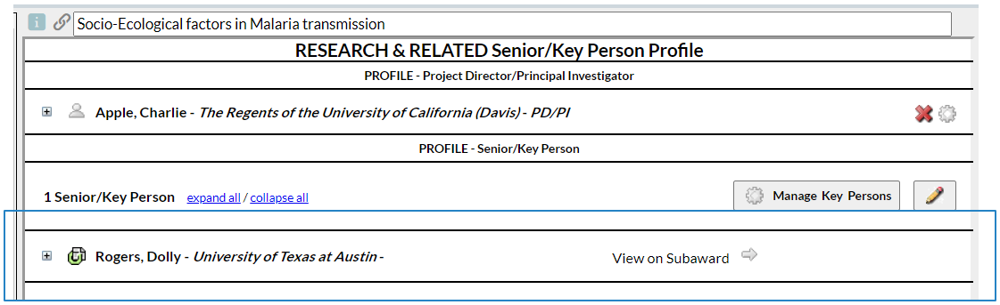 Socio-Ecological factors in Malaria transmission
RESEARCH & RELATED Senior/Key Person Profile
PROFILE - Project Director/Principal Investigator
Apple, Charlie - The Regents of the University of California (Davis) - PD/PI
PROFILE - Senior/Key Person
1 Senior/Key Person expand all / collapse all Manage Key Persons
Rogers, Dolly - University of Texas at Austin - View on Subaward